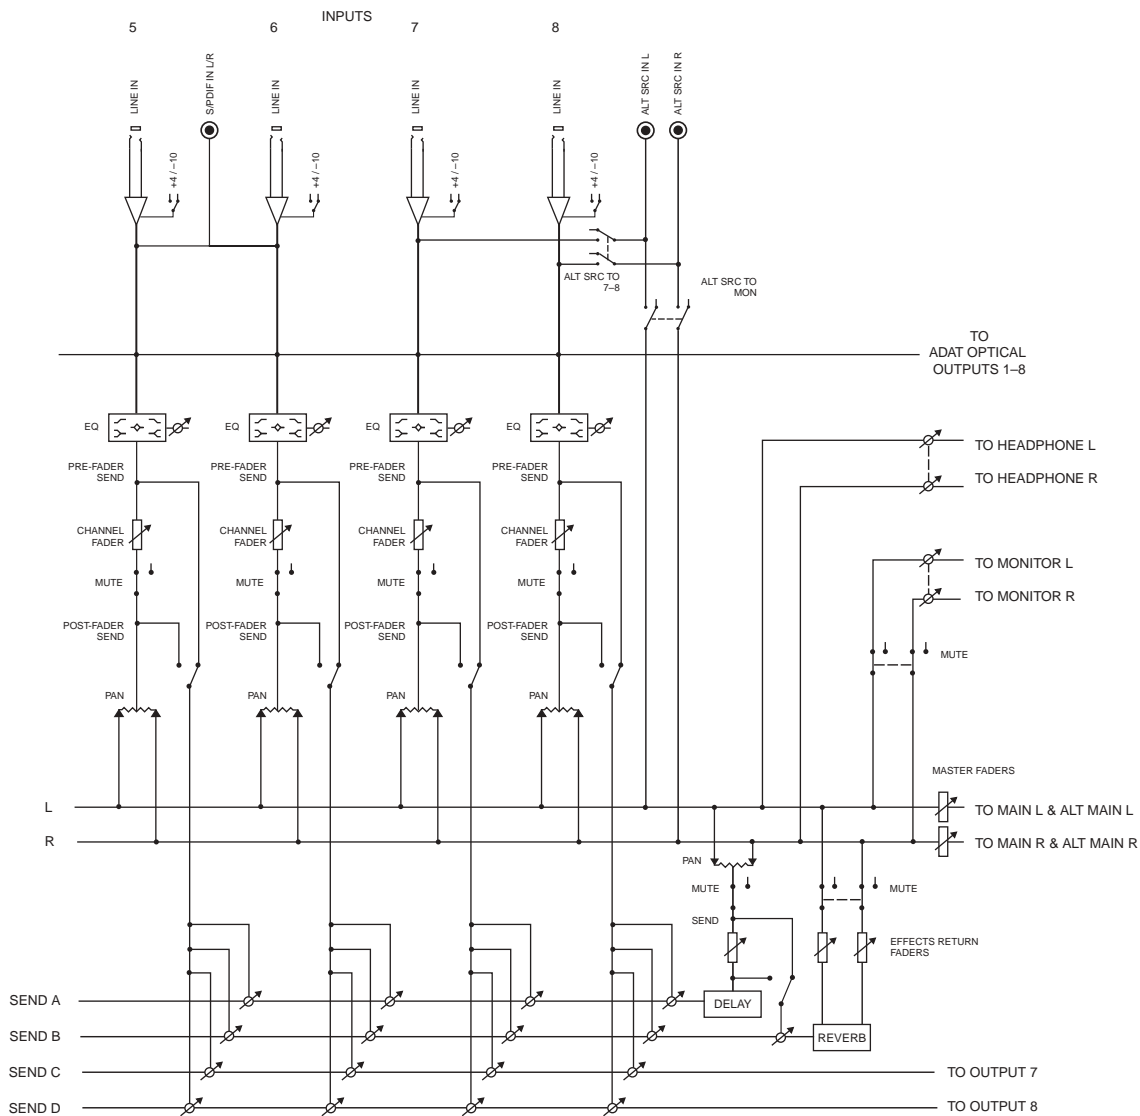 INPUTS
5
6
7
8
LINE IN
S/PDIF IN L/R
LINE IN
LINE IN
LINE IN
ALT SRC IN L
ALT SRC IN R
+4 / –10
+4 / –10
+4 / –10
+4 / –10
ALT SRC TO
7–8
ALT SRC TO
MON
TO
ADAT OPTICAL
OUTPUTS 1–8
EQ
EQ
EQ
EQ
TO HEADPHONE L
TO HEADPHONE R
PRE-FADER
SEND
PRE-FADER
SEND
PRE-FADER
SEND
PRE-FADER
SEND
CHANNEL
FADER
CHANNEL
FADER
CHANNEL
FADER
CHANNEL
FADER
TO MONITOR L
TO MONITOR R
MUTE
MUTE
MUTE
MUTE
POST-FADER
SEND
POST-FADER
SEND
POST-FADER
SEND
POST-FADER
SEND
MUTE
PAN
PAN
PAN
PAN
MASTER FADERS
L
TO MAIN L & ALT MAIN L
R
TO MAIN R & ALT MAIN R
PAN
MUTE
MUTE
SEND
EFFECTS RETURN
FADERS
SEND A
DELAY
SEND B
REVERB
SEND C
TO OUTPUT 7
SEND D
TO OUTPUT 8